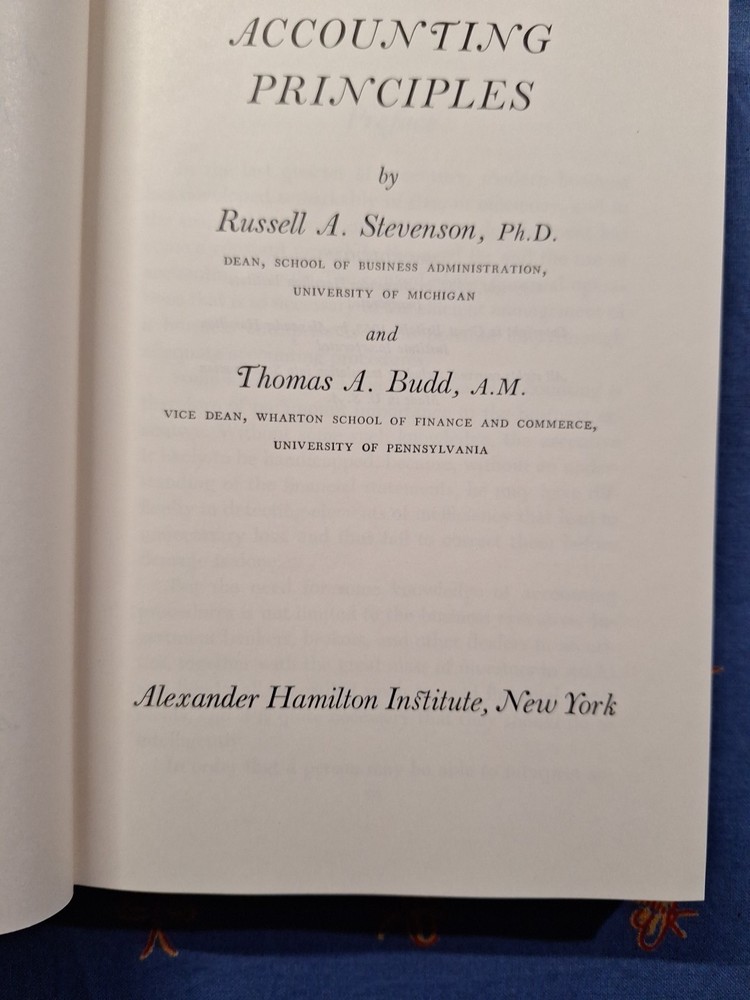 ACCOUNTING
PRINCIPLES
by
Russell A. Stevenson, Ph.D.
DEAN, SCHOOL OF BUSINESS ADMINISTRATION,
UNIVERSITY OF MICHIGAN
and
Thomas A. Budd, A.M.
VICE DEAN, WHARTON SCHOOL OF FINANCE AND COMMERCE,
UNIVERSITY OF PENNSYLVANIA
Alexander Hamilton Institute, New York